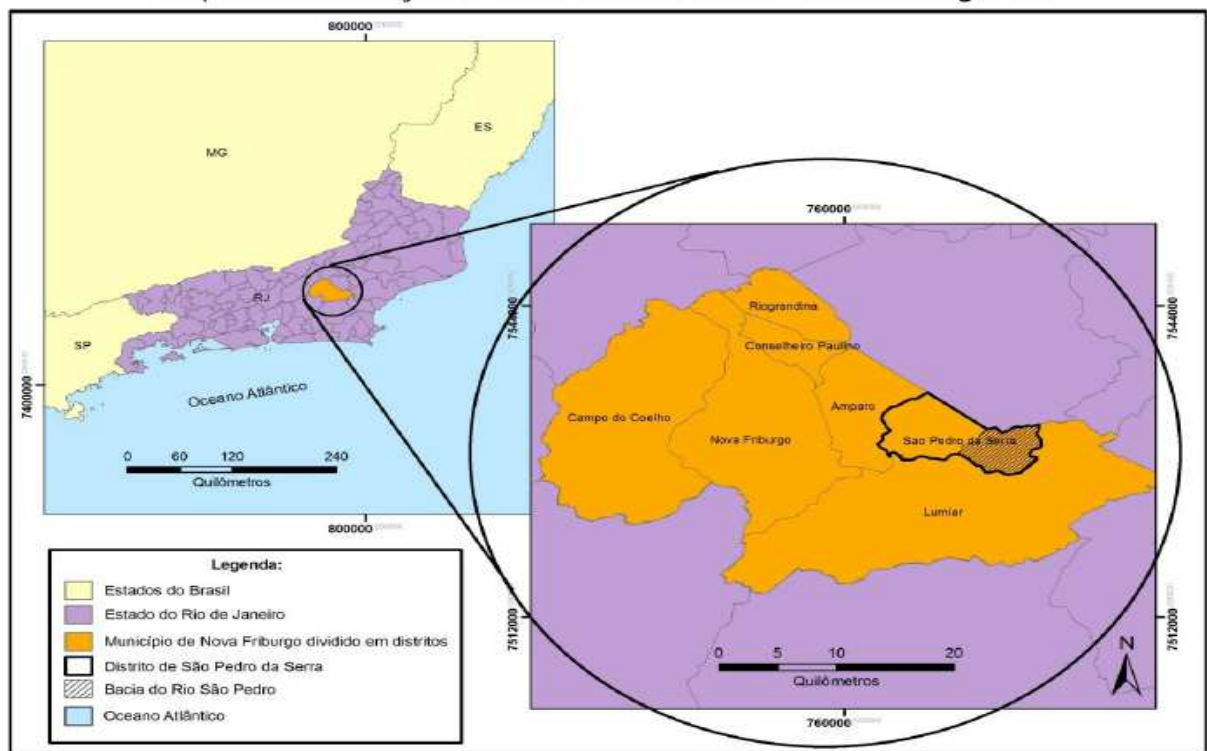 800000
MG
ES
RJ
SP
Oceano Atlântico
7400000
0 60 120 240
Quilômetros
800000
760000
7544000
7544000
Riograndina
Conselheiro Paulino
Campo do Coelho
Amparo
Nova Friburgo
Sao Pedro da Serra
Lumiar
7512000
7512000
0 5 10 20
Quilômetros
N
760000
Legenda:
Estados do Brasil
Estado do Rio de Janeiro
Município de Nova Friburgo dividido em distritos
Distrito de São Pedro da Serra
Bacia do Rio São Pedro
Oceano Atlântico